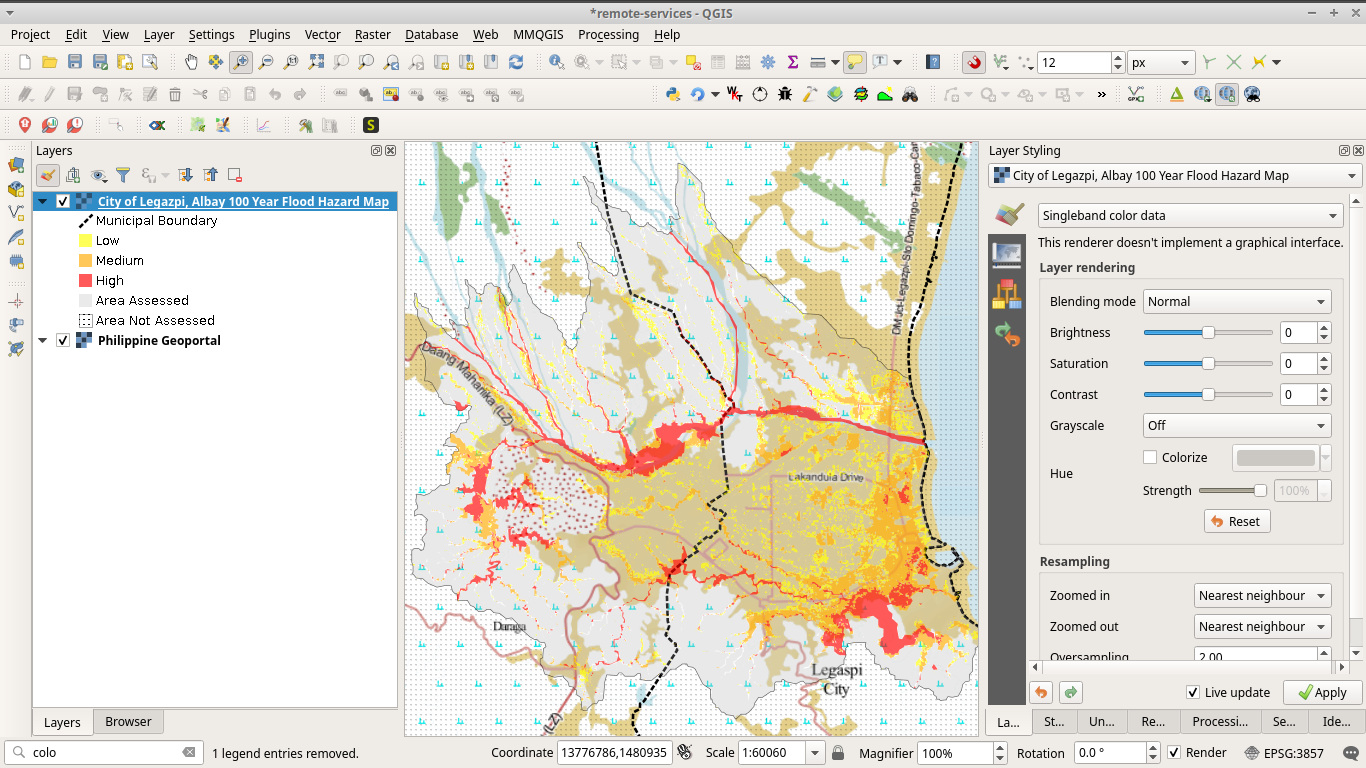 *remote-services - QGIS
Project Edit View Layer Settings Plugins Vector Raster Database Web MMQGIS Processing Help
12 px
»
S
Layers
City of Legazpi, Albay 100 Year Flood Hazard Map
Municipal Boundary
Low
Medium
High
Area Assessed
Area Not Assessed
Philippine Geoportal
Layers Browser
Daang Maharlika (LZ)
DM Jct-Legazpi-Sto Domingo-Tabaco-Cam
Lakandula Drive
Daraga
Legaspi
City
(LZ)
Layer Styling
City of Legazpi, Albay 100 Year Flood Hazard Map
Singleband color data
This renderer doesn't implement a graphical interface.
Layer rendering
Blending mode Normal
Brightness 0
Saturation 0
Contrast 0
Grayscale Off
Hue Colorize
Strength 100%
Reset
Resampling
Zoomed in Nearest neighbour
Zoomed out Nearest neighbour
Oversampling 2.00
Live update Apply
La... St... Un... Re... Processi... Se... Ide...
colo 1 legend entries removed. Coordinate 13776786,1480935 Scale 1:60060 Magnifier 100% Rotation 0.0 ° Render EPSG:3857